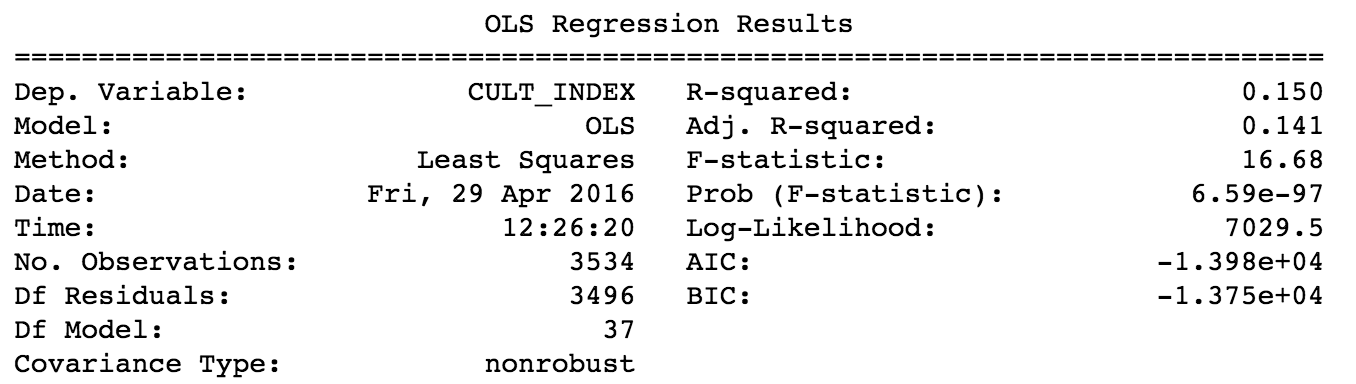 OLS Regression Results
==============================================================================
Dep. Variable: CULT_INDEX R-squared: 0.150
Model: OLS Adj. R-squared: 0.141
Method: Least Squares F-statistic: 16.68
Date: Fri, 29 Apr 2016 Prob (F-statistic): 6.59e-97
Time: 12:26:20 Log-Likelihood: 7029.5
No. Observations: 3534 AIC: -1.398e+04
Df Residuals: 3496 BIC: -1.375e+04
Df Model: 37
Covariance Type: nonrobust